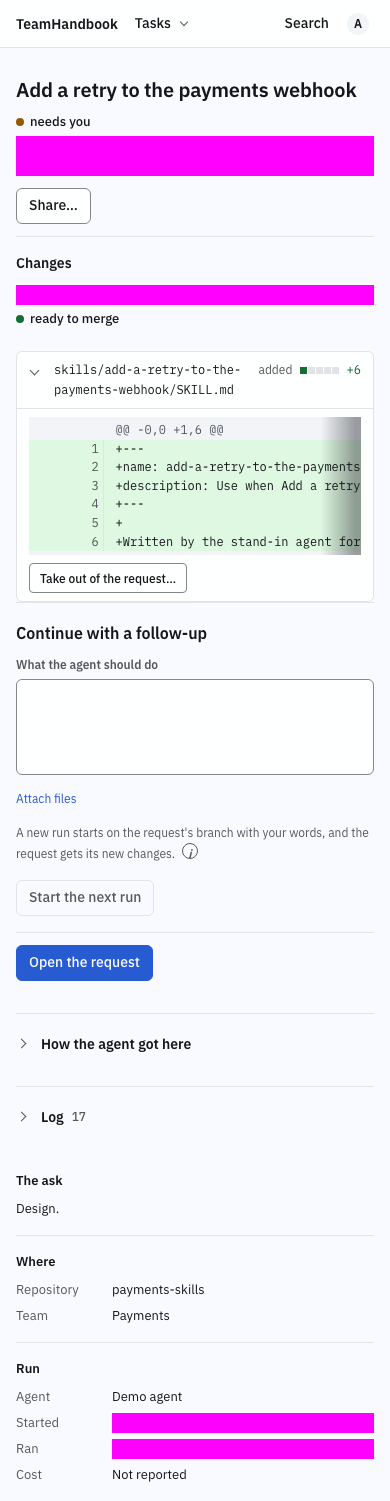 TeamHandbook Tasks Search A
Add a retry to the payments webhook
needs you
Share...
Changes
ready to merge
skills/add-a-retry-to-the- added +6
payments-webhook/SKILL.md
@@ -0,0 +1,6 @@
1 +---
2 +name: add-a-retry-to-the-payments
3 +description: Use when Add a retry
4 +---
5 +
6 +Written by the stand-in agent for
Take out of the request...
Continue with a follow-up
What the agent should do
Attach files
A new run starts on the request's branch with your words, and the
request gets its new changes. i
Start the next run
Open the request
How the agent got here
Log 17
The ask
Design.
Where
Repository payments-skills
Team Payments
Run
Agent Demo agent
Started
Ran
Cost Not reported